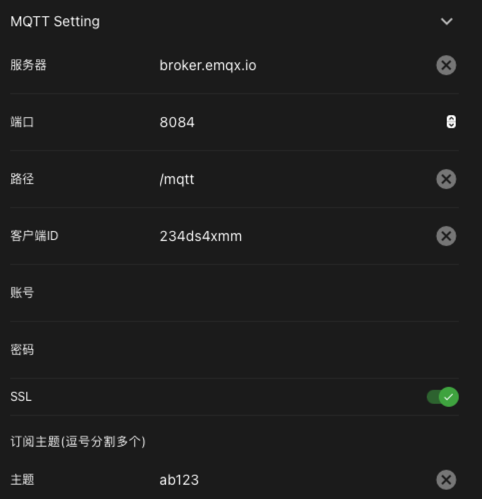 MQTT Setting
服务器 broker.emqx.io
端口 8084
路径 /mqtt
客户端ID 234ds4xmm
账号
密码
SSL
订阅主题(逗号分割多个)
主题 ab123